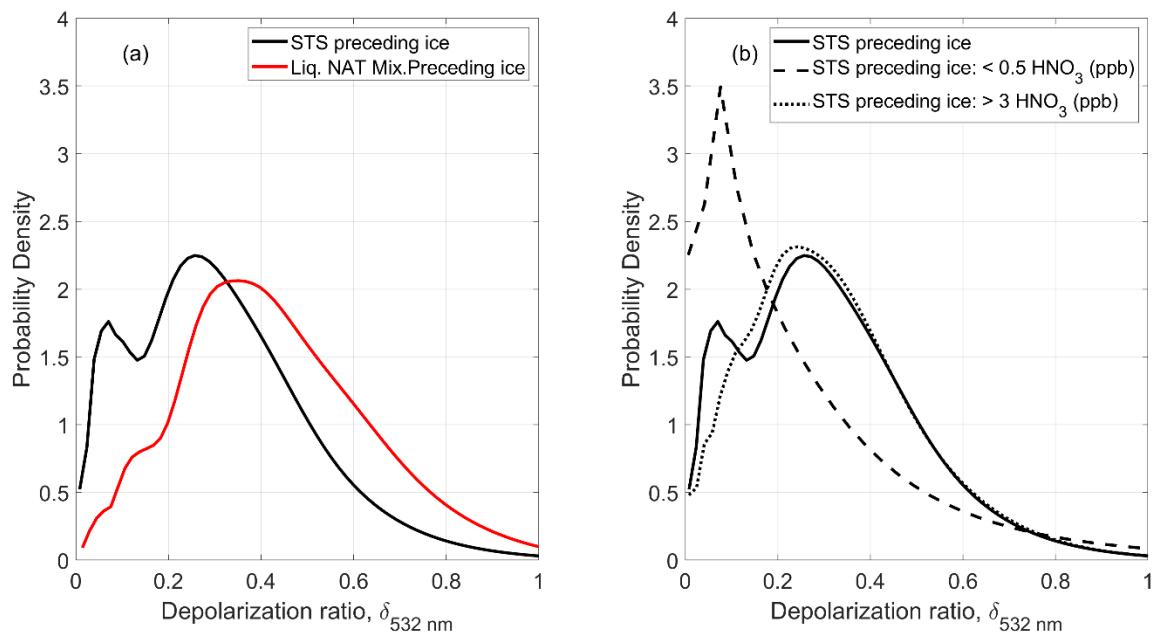 (a)
STS preceding ice
Liq. NAT Mix.Preceding ice
4
3.5
3
2.5
2
1.5
1
0.5
0
Probability Density
0 0.2 0.4 0.6 0.8 1
Depolarization ratio, δ532 nm
(b)
STS preceding ice
STS preceding ice: < 0.5 HNO3 (ppb)
STS preceding ice: > 3 HNO3 (ppb)
4
3.5
3
2.5
2
1.5
1
0.5
0
Probability Density
0 0.2 0.4 0.6 0.8 1
Depolarization ratio, δ532 nm